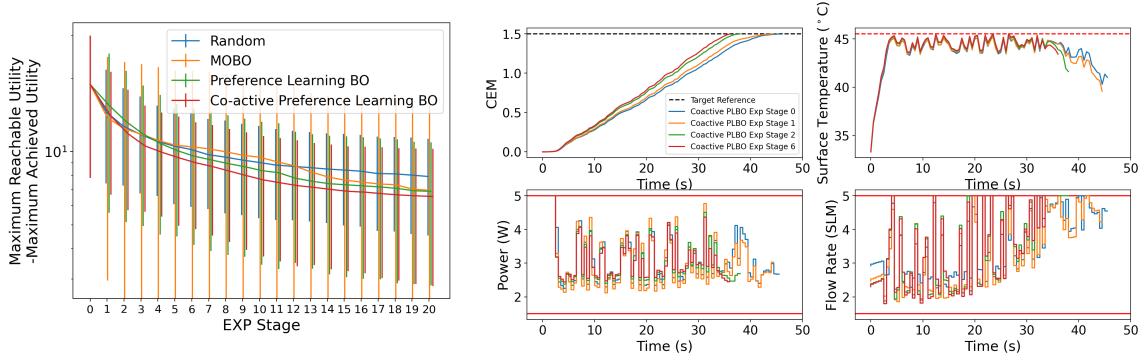 Maximum Reachable Utility
-Maximum Achieved Utility
10¹
Random
MOBO
Preference Learning BO
Co-active Preference Learning BO
0 1 2 3 4 5 6 7 8 9 10 11 12 13 14 15 16 17 18 19 20
EXP Stage
CEM
1.5
1.0
0.5
0.0
Target Reference
Coactive PLBO Exp Stage 0
Coactive PLBO Exp Stage 1
Coactive PLBO Exp Stage 2
Coactive PLBO Exp Stage 6
0 10 20 30 40 50
Time (s)
Surface Temperature (°C)
45
40
35
0 10 20 30 40 50
Time (s)
Power (W)
5
4
3
2
0 10 20 30 40 50
Time (s)
Flow Rate (SLM)
5
4
3
2
0 10 20 30 40 50
Time (s)